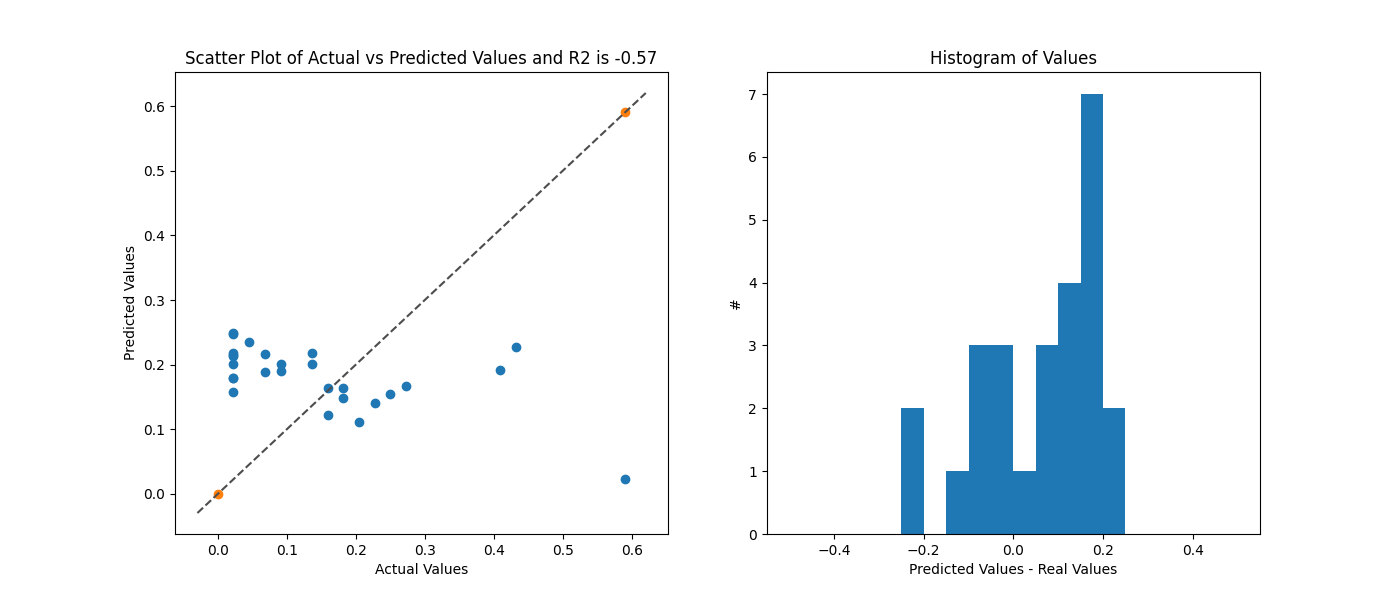 Scatter Plot of Actual vs Predicted Values and R2 is -0.57
Predicted Values
0.6
0.5
0.4
0.3
0.2
0.1
0.0
0.0 0.1 0.2 0.3 0.4 0.5 0.6
Actual Values
Histogram of Values
#
7
6
5
4
3
2
1
0
−0.4 −0.2 0.0 0.2 0.4
Predicted Values - Real Values